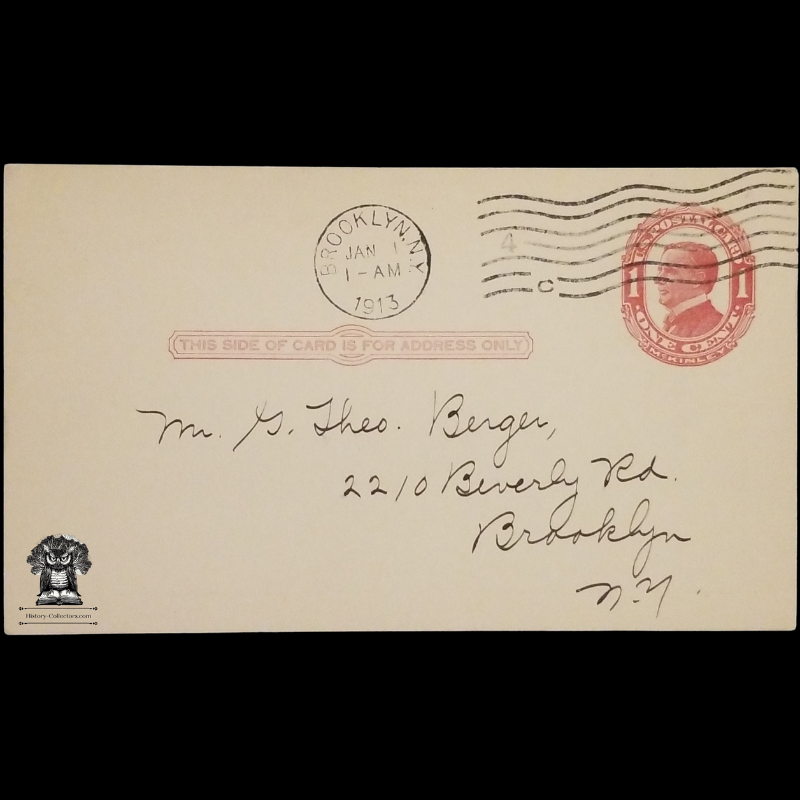 BROOKLYN, N.Y.
JAN 1
1-AM
1913
4
C
U.S. POSTAL CARD
1 1
ONE CENT
McKINLEY
THIS SIDE OF CARD IS FOR ADDRESS ONLY
Mr. G. Theo. Berger,
2210 Beverly Rd.
Brooklyn
N.Y.
History-Collectors.com